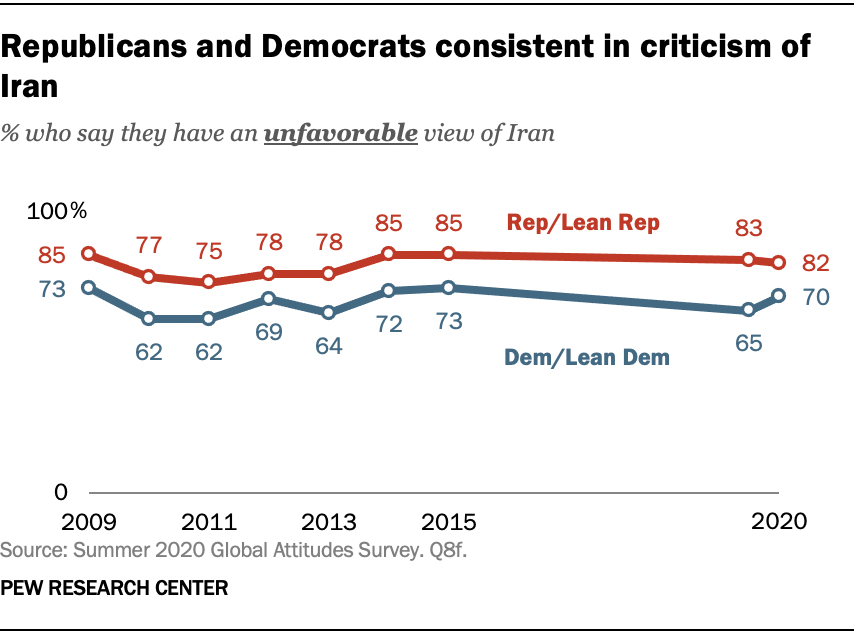 Republicans and Democrats consistent in criticism of
Iran
% who say they have an unfavorable view of Iran
100%
85 77 75 78 78 85 85 Rep/Lean Rep 83 82
73 62 62 69 64 72 73 Dem/Lean Dem 65 70
0
2009 2011 2013 2015 2020
Source: Summer 2020 Global Attitudes Survey. Q8f.
PEW RESEARCH CENTER